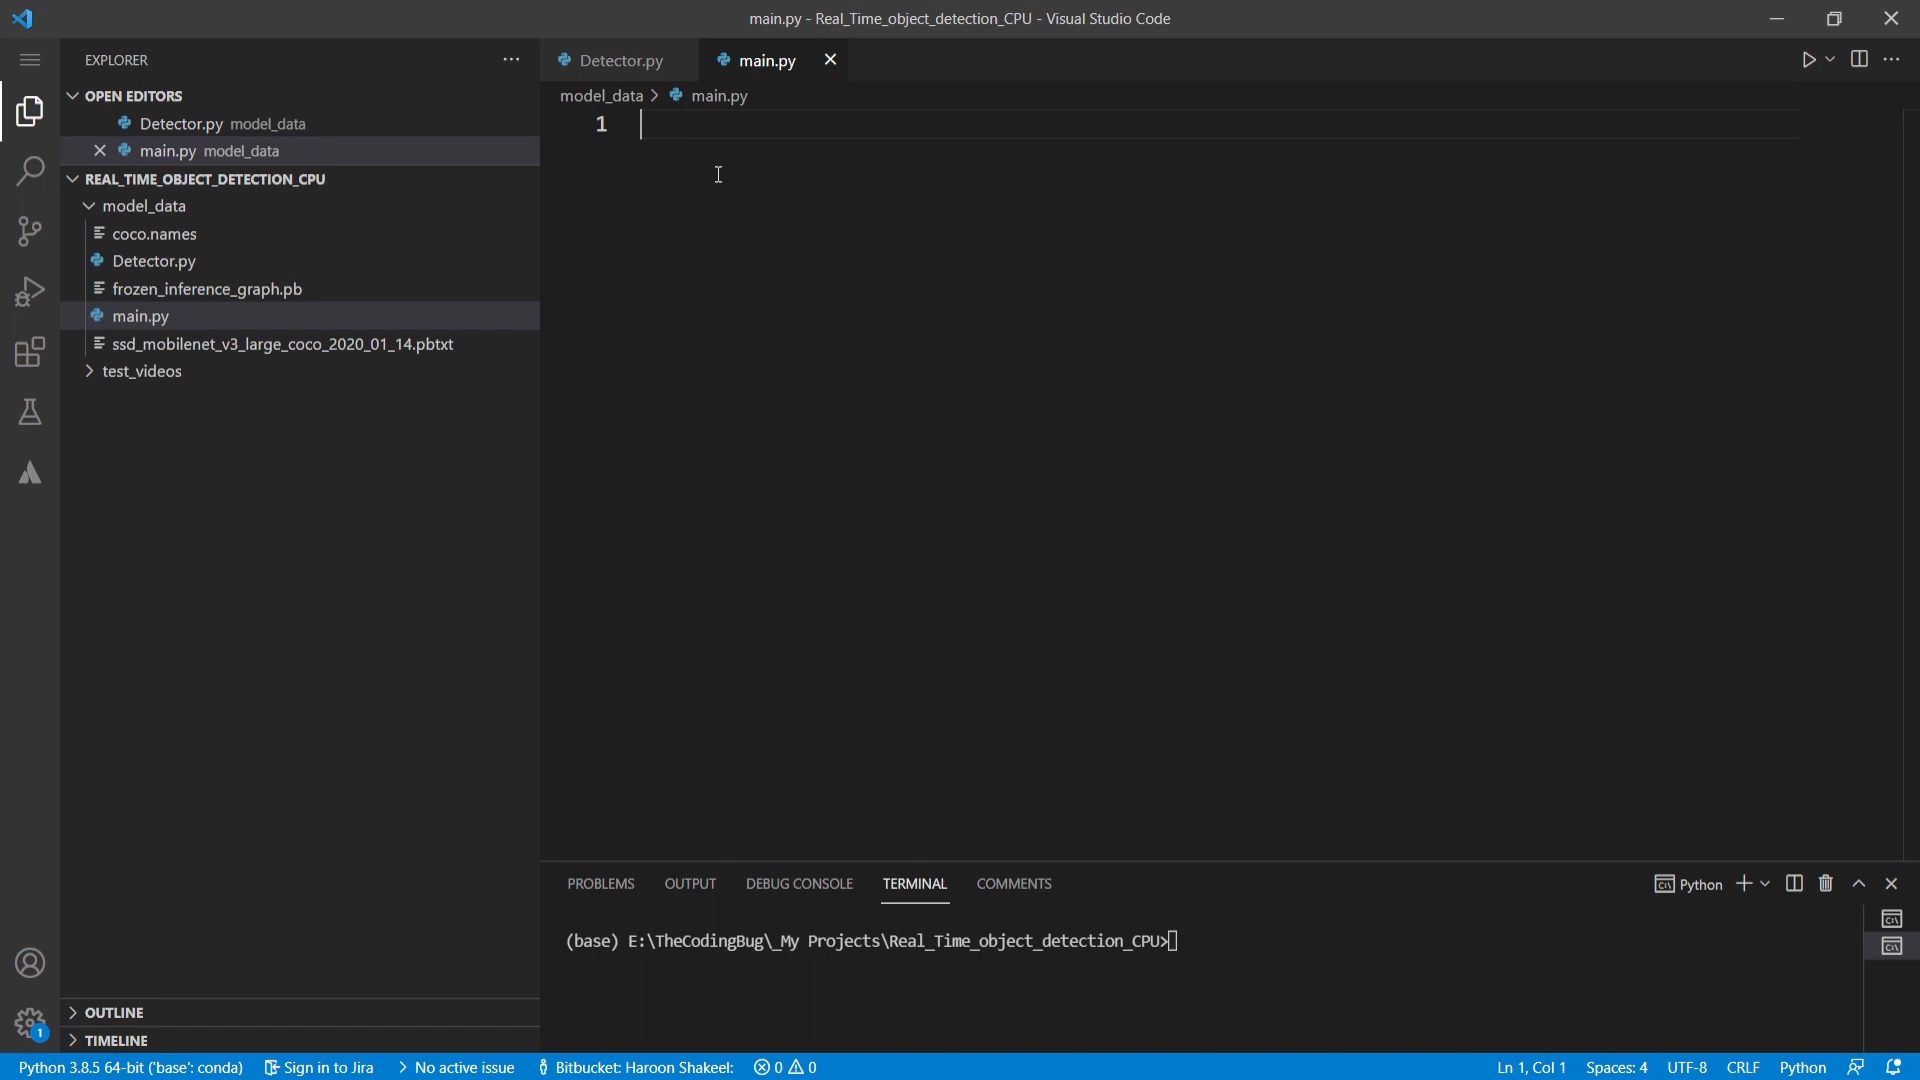 main.py - Real_Time_object_detection_CPU - Visual Studio Code
EXPLORER
OPEN EDITORS
Detector.py model_data
main.py model_data
REAL_TIME_OBJECT_DETECTION_CPU
model_data
coco.names
Detector.py
frozen_inference_graph.pb
main.py
ssd_mobilenet_v3_large_coco_2020_01_14.pbtxt
test_videos
OUTLINE
TIMELINE
Detector.py main.py
model_data > main.py
1
PROBLEMS OUTPUT DEBUG CONSOLE TERMINAL COMMENTS
Python
(base) E:\TheCodingBug\_My Projects\Real_Time_object_detection_CPU>
1
Python 3.8.5 64-bit ('base': conda) Sign in to Jira No active issue Bitbucket: Haroon Shakeel: 0 0 Ln 1, Col 1 Spaces: 4 UTF-8 CRLF Python